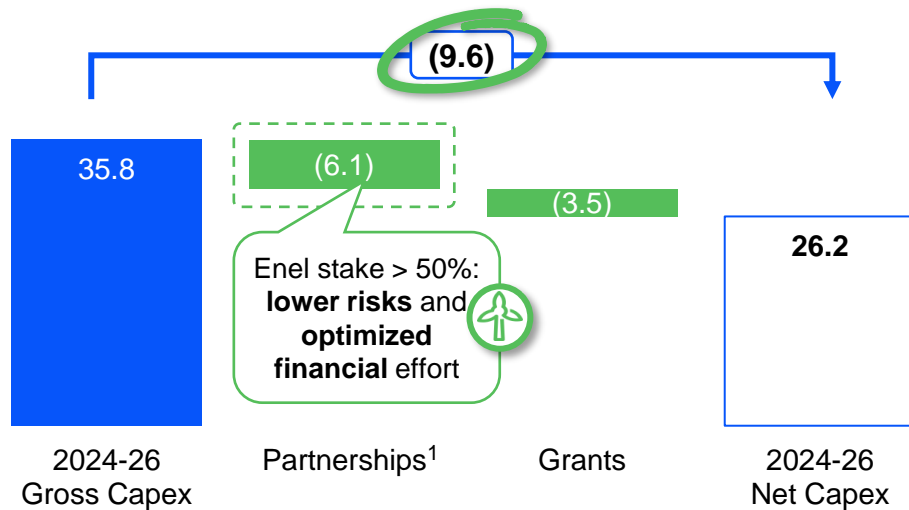 (9.6)
35.8
(6.1)
(3.5)
26.2
Enel stake > 50%:
lower risks and
optimized
financial effort
2024-26
Gross Capex
Partnerships¹
Grants
2024-26
Net Capex